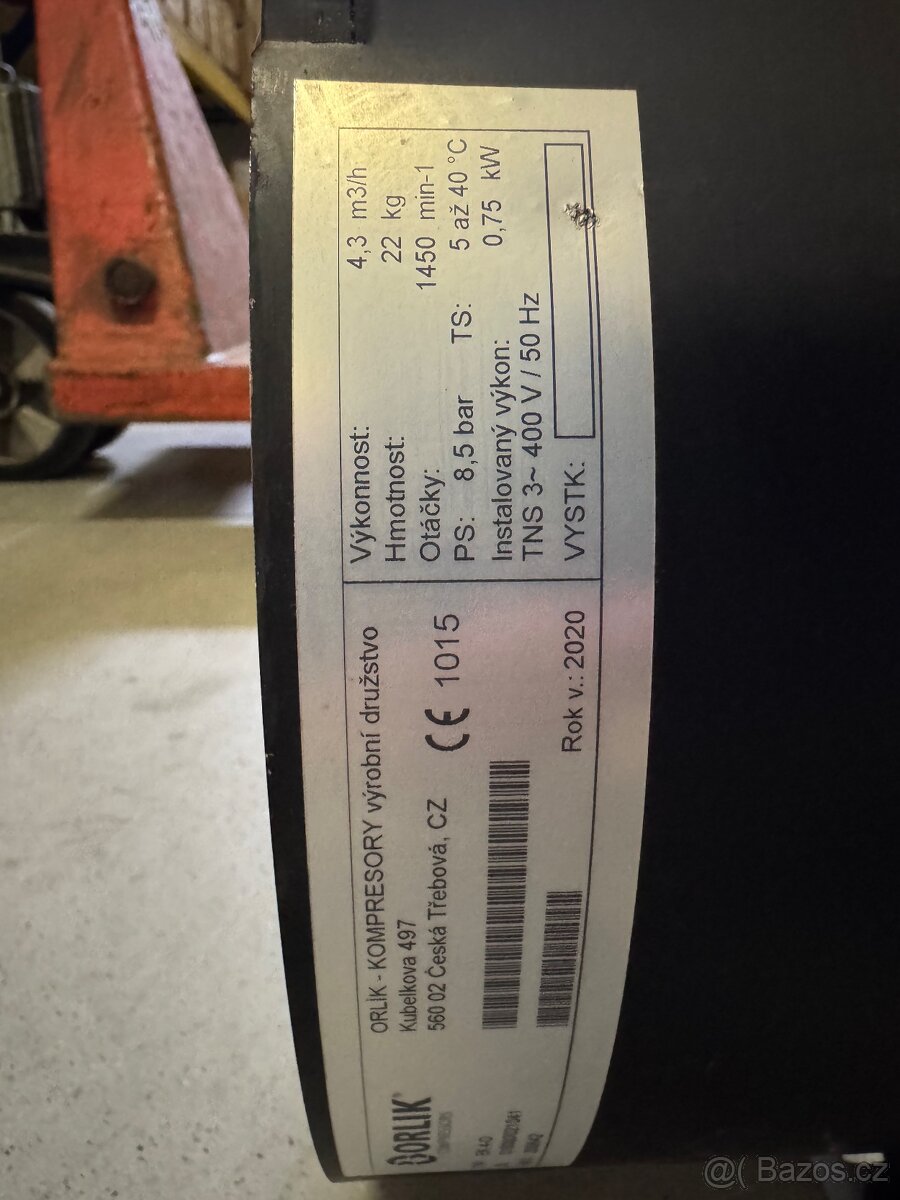 ORLÍK - KOMPRESORY výrobní družstvo
Kubelkova 497
560 02 Česká Třebová, CZ
CE 1015
Rok v.: 2020
ORLIK
Výkonnost: 4,3 m3/h
Hmotnost: 22 kg
Otáčky: 1450 min-1
PS: 8,5 bar TS: 5 až 40 °C
Instalovaný výkon: 0,75 kW
TNS 3~ 400 V / 50 Hz
VYSTK:
@( Bazos.cz